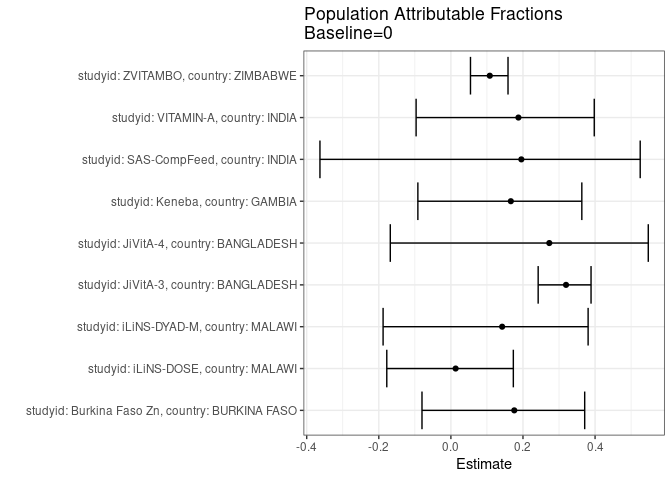 Population Attributable Fractions
Baseline=0
studyid: ZVITAMBO, country: ZIMBABWE
studyid: VITAMIN-A, country: INDIA
studyid: SAS-CompFeed, country: INDIA
studyid: Keneba, country: GAMBIA
studyid: JiVitA-4, country: BANGLADESH
studyid: JiVitA-3, country: BANGLADESH
studyid: iLiNS-DYAD-M, country: MALAWI
studyid: iLiNS-DOSE, country: MALAWI
studyid: Burkina Faso Zn, country: BURKINA FASO
-0.4 -0.2 0.0 0.2 0.4
Estimate